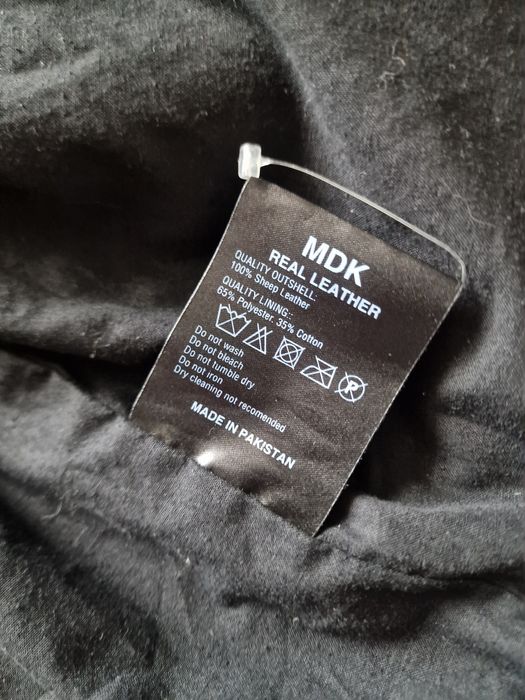 MDK
REAL LEATHER
QUALITY OUTSHELL:
100% Sheep Leather
QUALITY LINING:-
65% Polyester, 35% Cotton
P
Do not wash
Do not bleach
Do not tumble dry
Do not iron
Dry cleaning not recomended
MADE IN PAKISTAN